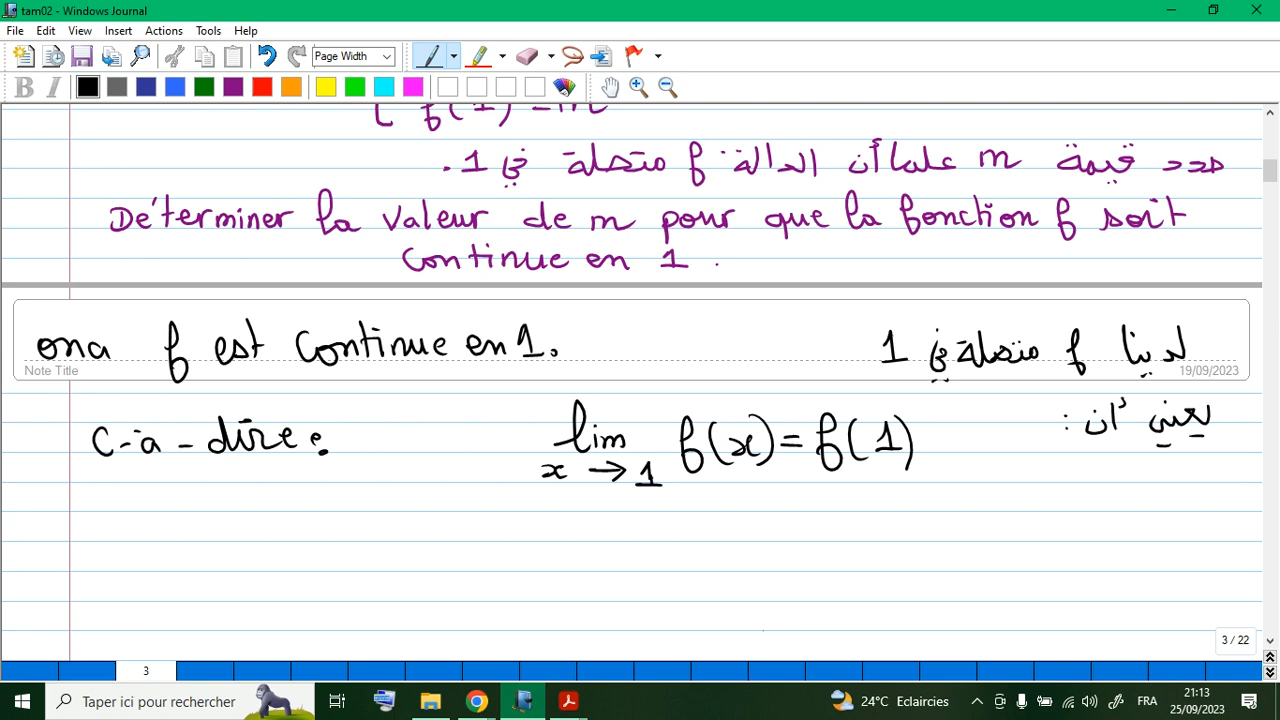 tam02 - Windows Journal
File Edit View Insert Actions Tools Help
Page Width
B I
f(1) = m
حدد قيمة m علما أن الدالة f متصلة في 1 .
Déterminer la valeur de m pour que la fonction f soit
continue en 1 .
on a f est continue en 1. لدينا f متصلة في 1
Note Title 19/09/2023
c-à-dire : lim f(x) = f(1) يعني أن :
x → 1
3 / 22
3
Taper ici pour rechercher 24°C Eclaircies FRA 21:13
25/09/2023